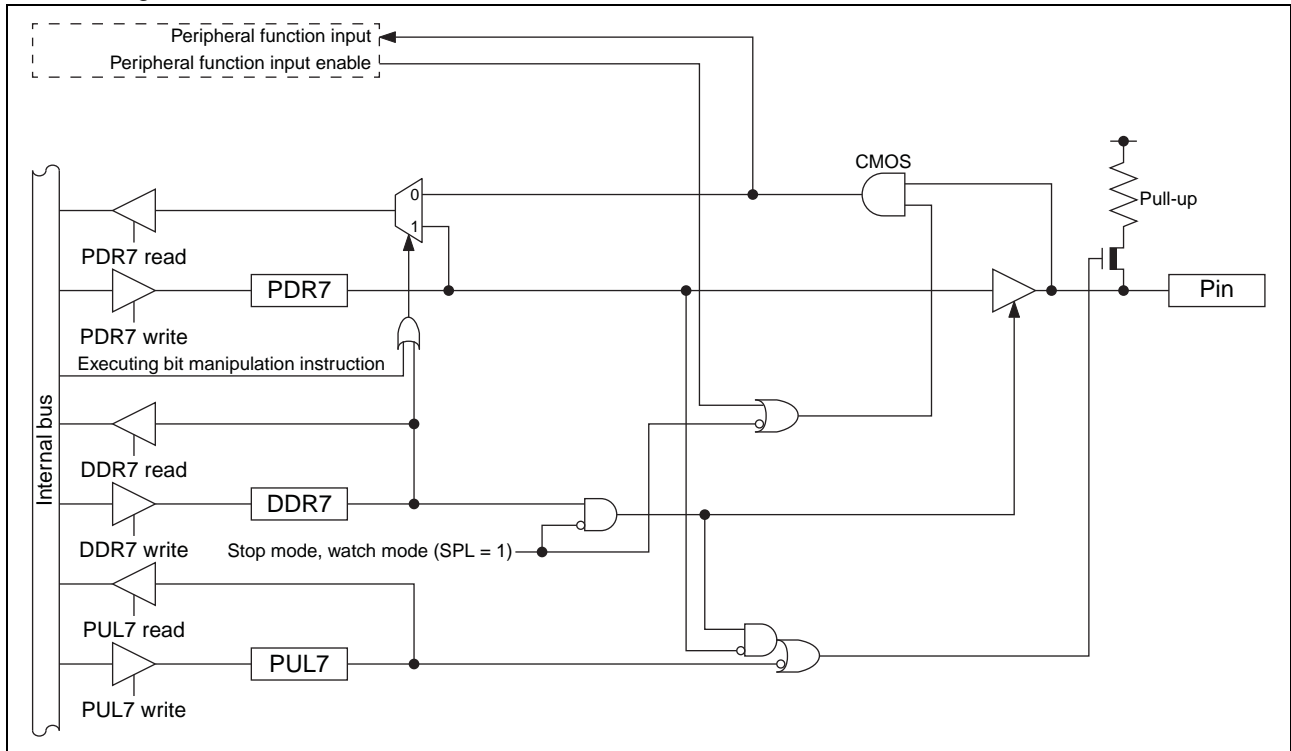 Peripheral function input
Peripheral function input enable
CMOS
0
Pull-up
1
PDR7 read
PDR7
Pin
PDR7 write
Executing bit manipulation instruction
Internal bus
DDR7 read
DDR7
DDR7 write
Stop mode, watch mode (SPL = 1)
PUL7 read
PUL7
PUL7 write